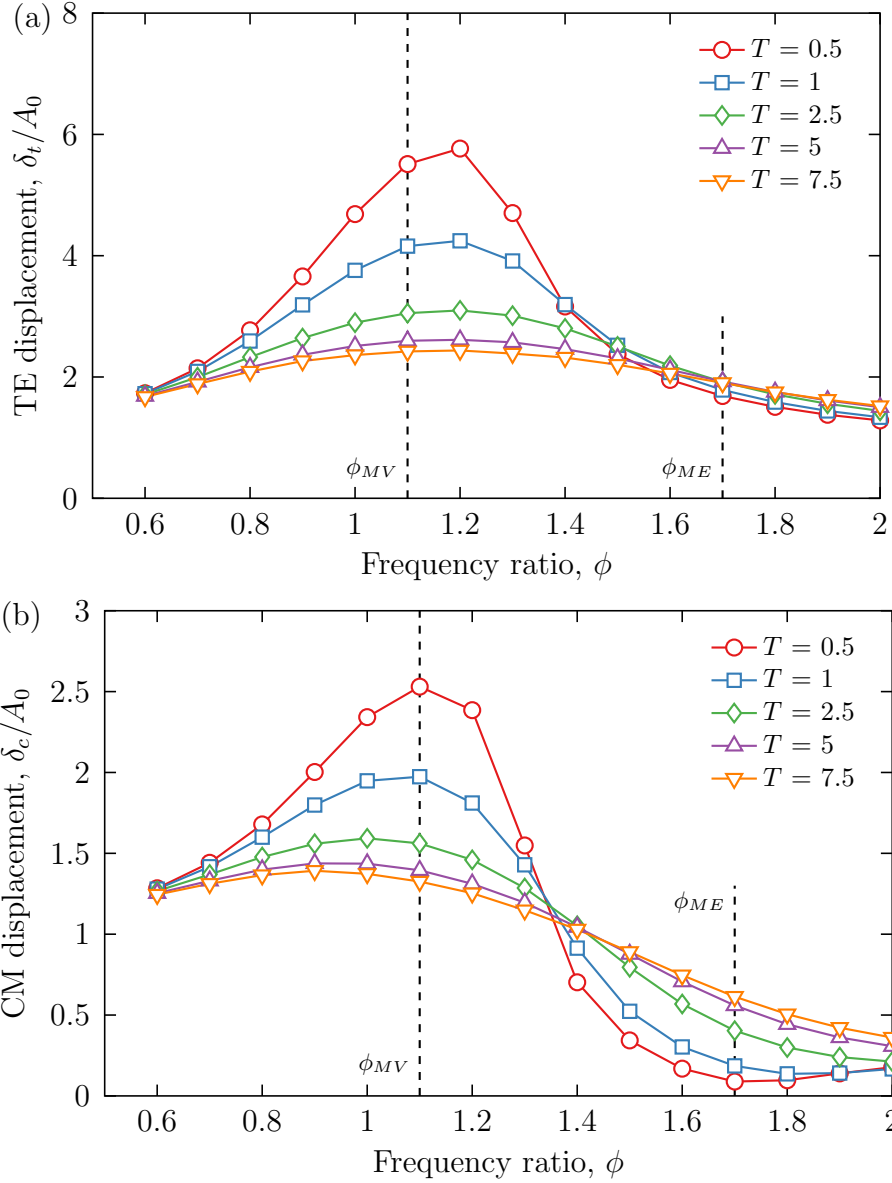 (a)
8
6
4
2
0
TE displacement, δₜ/A₀
T = 0.5
T = 1
T = 2.5
T = 5
T = 7.5
ϕ_MV
ϕ_ME
0.6 0.8 1 1.2 1.4 1.6 1.8 2
Frequency ratio, ϕ
(b)
3
2.5
2
1.5
1
0.5
0
CM displacement, δ_c/A₀
T = 0.5
T = 1
T = 2.5
T = 5
T = 7.5
ϕ_ME
ϕ_MV
0.6 0.8 1 1.2 1.4 1.6 1.8 2
Frequency ratio, ϕ